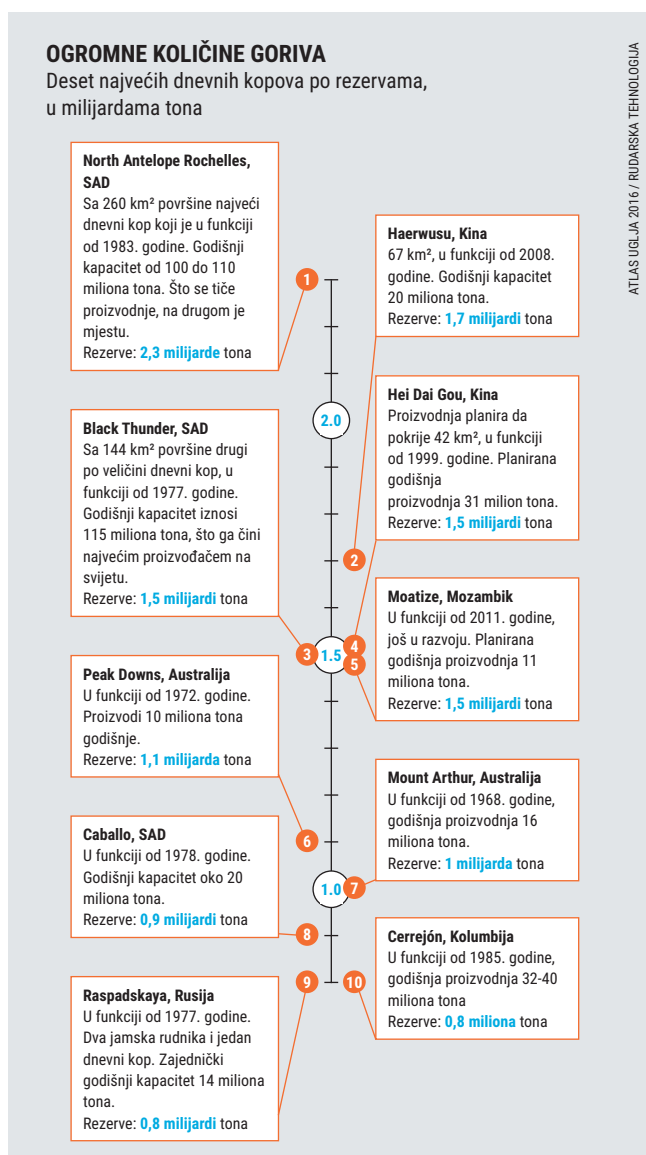 OGROMNE KOLIČINE GORIVA
Deset najvećih dnevnih kopova po rezervama,
u milijardama tona
North Antelope Rochelles,
SAD
Sa 260 km² površine najveći
dnevni kop koji je u funkciji
od 1983. godine. Godišnji
kapacitet od 100 do 110
miliona tona. Što se tiče
proizvodnje, na drugom je
mjestu.
Rezerve: 2,3 milijarde tona
Haerwusu, Kina
67 km², u funkciji od 2008.
godine. Godišnji kapacitet
20 miliona tona.
Rezerve: 1,7 milijardi tona
Black Thunder, SAD
Sa 144 km² površine drugi
po veličini dnevni kop, u
funkciji od 1977. godine.
Godišnji kapacitet iznosi
115 miliona tona, što ga čini
najvećim proizvođačem na
svijetu.
Rezerve: 1,5 milijardi tona
Hei Dai Gou, Kina
Proizvodnja planira da
pokrije 42 km², u funkciji
od 1999. godine. Planirana
godišnja
proizvodnja 31 milion tona.
Rezerve: 1,5 milijardi tona
Moatize, Mozambik
U funkciji od 2011. godine,
još u razvoju. Planirana
godišnja proizvodnja 11
miliona tona.
Rezerve: 1,5 milijardi tona
Peak Downs, Australija
U funkciji od 1972. godine.
Proizvodi 10 miliona tona
godišnje.
Rezerve: 1,1 milijarda tona
Mount Arthur, Australija
U funkciji od 1968. godine,
godišnja proizvodnja 16
miliona tona.
Rezerve: 1 milijarda tona
Caballo, SAD
U funkciji od 1978. godine.
Godišnji kapacitet oko 20
miliona tona.
Rezerve: 0,9 milijardi tona
Raspadskaya, Rusija
U funkciji od 1977. godine.
Dva jamska rudnika i jedan
dnevni kop. Zajednički
godišnji kapacitet 14 miliona
tona.
Rezerve: 0,8 milijardi tona
Cerrejón, Kolumbija
U funkciji od 1985. godine,
godišnja proizvodnja 32-40
miliona tona
Rezerve: 0,8 miliona tona
1
2.0
2
3 1.5 4
5
6
1.0 7
8
9 10
ATLAS UGLJA 2016 / RUDARSKA TEHNOLOGIJA